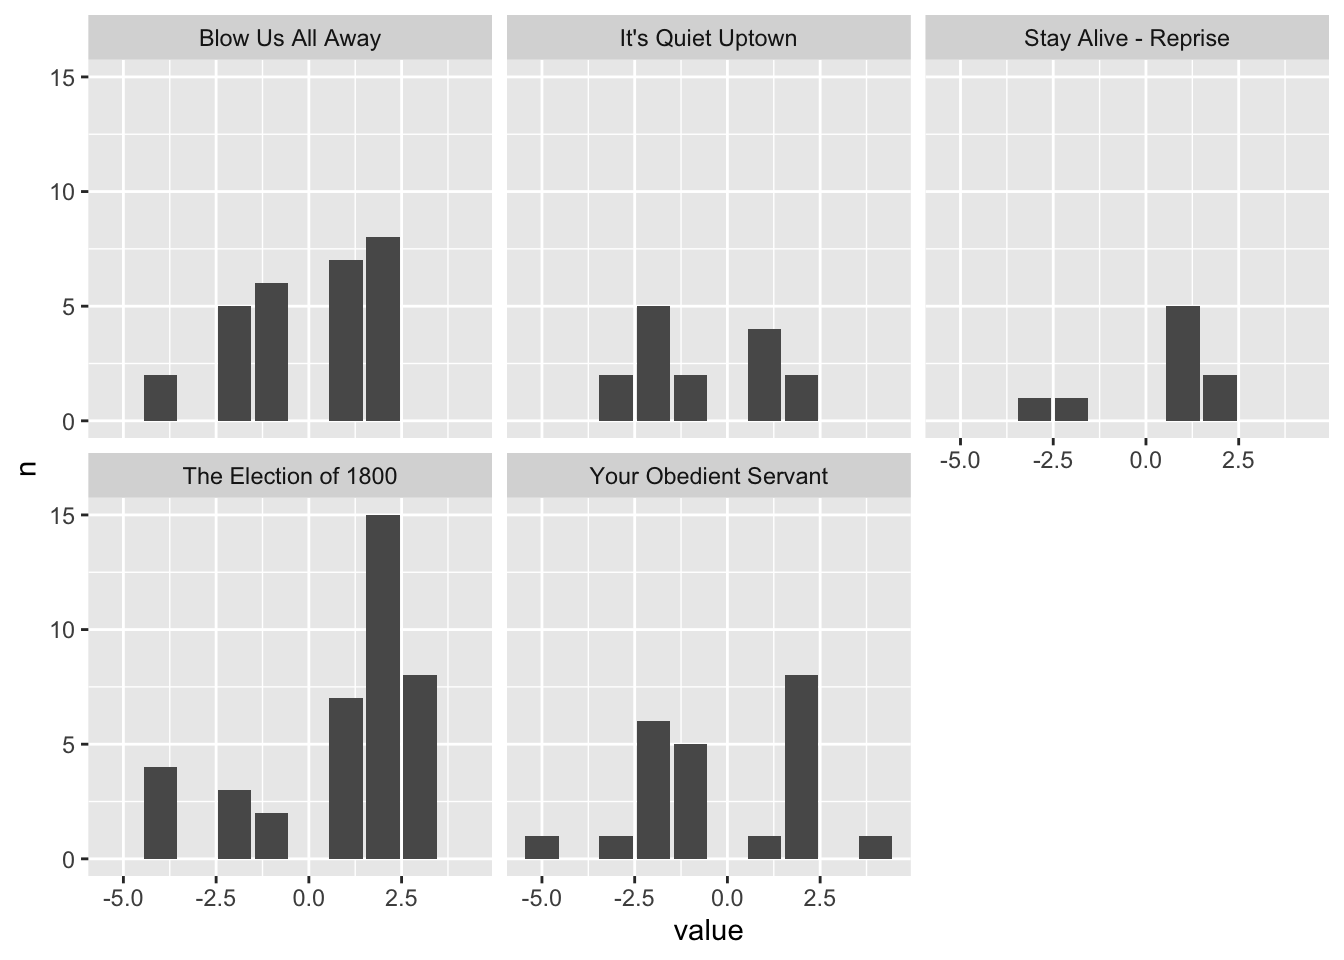 Blow Us All Away
It's Quiet Uptown
Stay Alive - Reprise
15
10
5
0
-5.0 -2.5 0.0 2.5
n
The Election of 1800
Your Obedient Servant
15
10
5
0
-5.0 -2.5 0.0 2.5
-5.0 -2.5 0.0 2.5
value